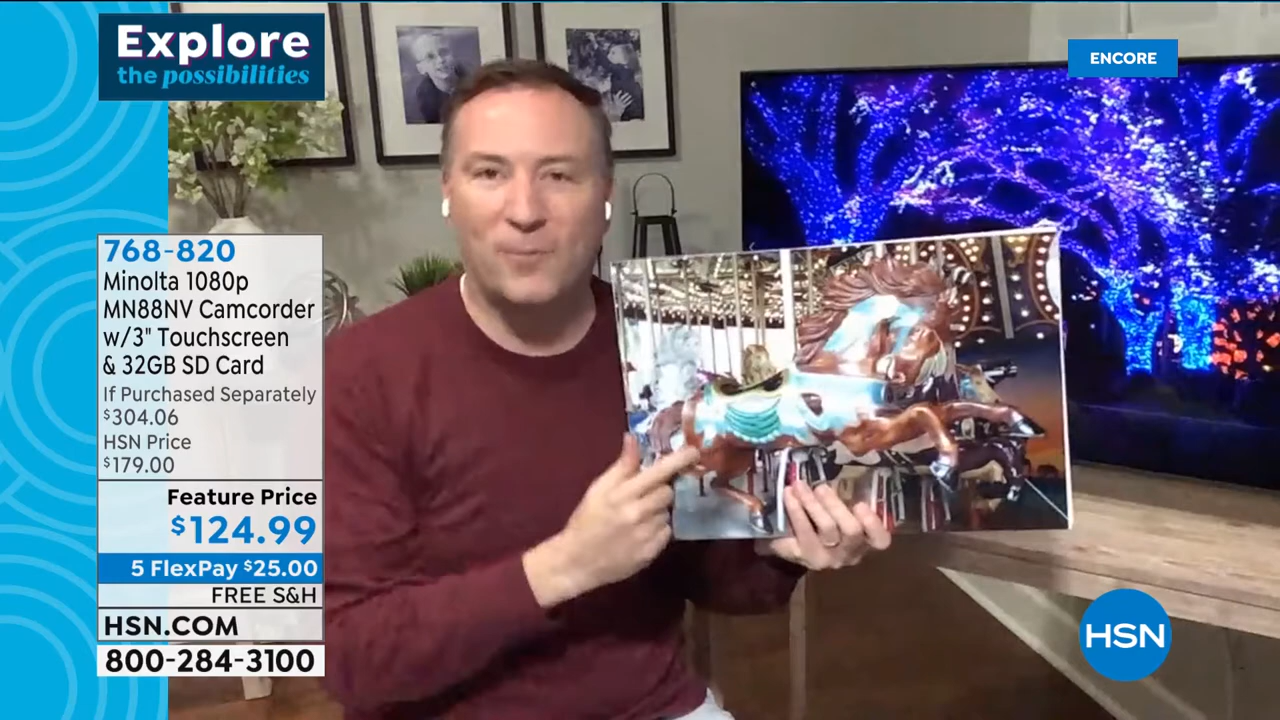 Explore
the possibilities
ENCORE
768-820
Minolta 1080p
MN88NV Camcorder
w/3" Touchscreen
& 32GB SD Card
If Purchased Separately
$304.06
HSN Price
$179.00
Feature Price
$124.99
5 FlexPay $25.00
FREE S&H
HSN.COM
800-284-3100
HSN